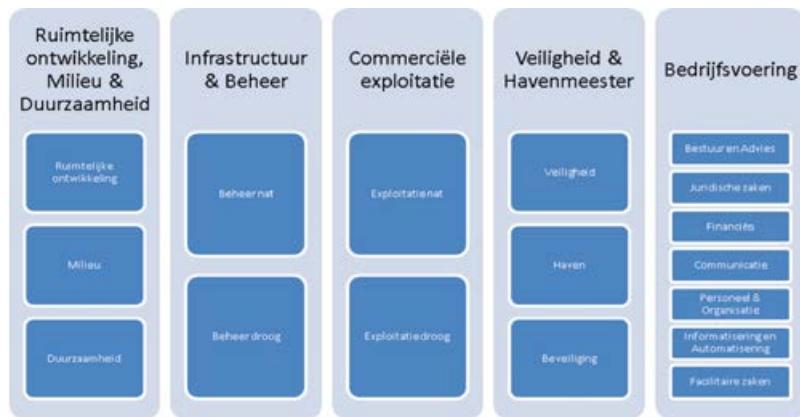 Ruimtelijke
ontwikkeling,
Milieu &
Duurzaamheid
Ruimtelijke
ontwikkeling
Milieu
Duurzaamheid
Infrastructuur
& Beheer
Beheer nat
Beheer droog
Commerciële
exploitatie
Exploitatie nat
Exploitatie droog
Veiligheid &
Havenmeester
Veiligheid
Haven
Beveiliging
Bedrijfsvoering
Bestuur en Advies
Juridische zaken
Financiën
Communicatie
Personeel &
Organisatie
Informatisering en
Automatisering
Facilitaire zaken